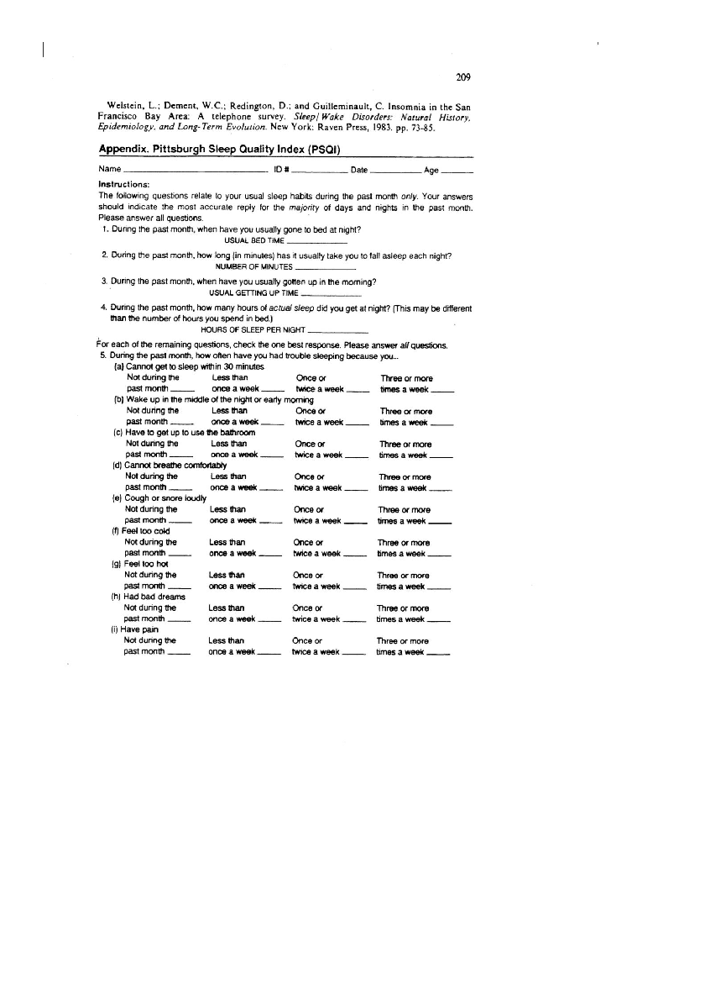 209
Welstein, L.; Dement, W.C.; Redington, D.; and Guilleminault, C. Insomnia in the San
Francisco Bay Area: A telephone survey. Sleep/Wake Disorders: Natural History,
Epidemiology, and Long-Term Evolution. New York: Raven Press, 1983. pp. 73-85.
Appendix. Pittsburgh Sleep Quality Index (PSQI)
Name ____ ID # ____ Date ____ Age ____
Instructions:
The following questions relate to your usual sleep habits during the past month only. Your answers
should indicate the most accurate reply for the majority of days and nights in the past month.
Please answer all questions.
1. During the past month, when have you usually gone to bed at night?
USUAL BED TIME ____
2. During the past month, how long (in minutes) has it usually take you to fall asleep each night?
NUMBER OF MINUTES ____
3. During the past month, when have you usually gotten up in the morning?
USUAL GETTING UP TIME ____
4. During the past month, how many hours of actual sleep did you get at night? (This may be different
than the number of hours you spend in bed.)
HOURS OF SLEEP PER NIGHT ____
For each of the remaining questions, check the one best response. Please answer all questions.
5. During the past month, how often have you had trouble sleeping because you...
(a) Cannot get to sleep within 30 minutes
Not during the Less than Once or Three or more
past month ____ once a week ____ twice a week ____ times a week ____
(b) Wake up in the middle of the night or early morning
Not during the Less than Once or Three or more
past month ____ once a week ____ twice a week ____ times a week ____
(c) Have to get up to use the bathroom
Not during the Less than Once or Three or more
past month ____ once a week ____ twice a week ____ times a week ____
(d) Cannot breathe comfortably
Not during the Less than Once or Three or more
past month ____ once a week ____ twice a week ____ times a week ____
(e) Cough or snore loudly
Not during the Less than Once or Three or more
past month ____ once a week ____ twice a week ____ times a week ____
(f) Feel too cold
Not during the Less than Once or Three or more
past month ____ once a week ____ twice a week ____ times a week ____
(g) Feel too hot
Not during the Less than Once or Three or more
past month ____ once a week ____ twice a week ____ times a week ____
(h) Had bad dreams
Not during the Less than Once or Three or more
past month ____ once a week ____ twice a week ____ times a week ____
(i) Have pain
Not during the Less than Once or Three or more
past month ____ once a week ____ twice a week ____ times a week ____